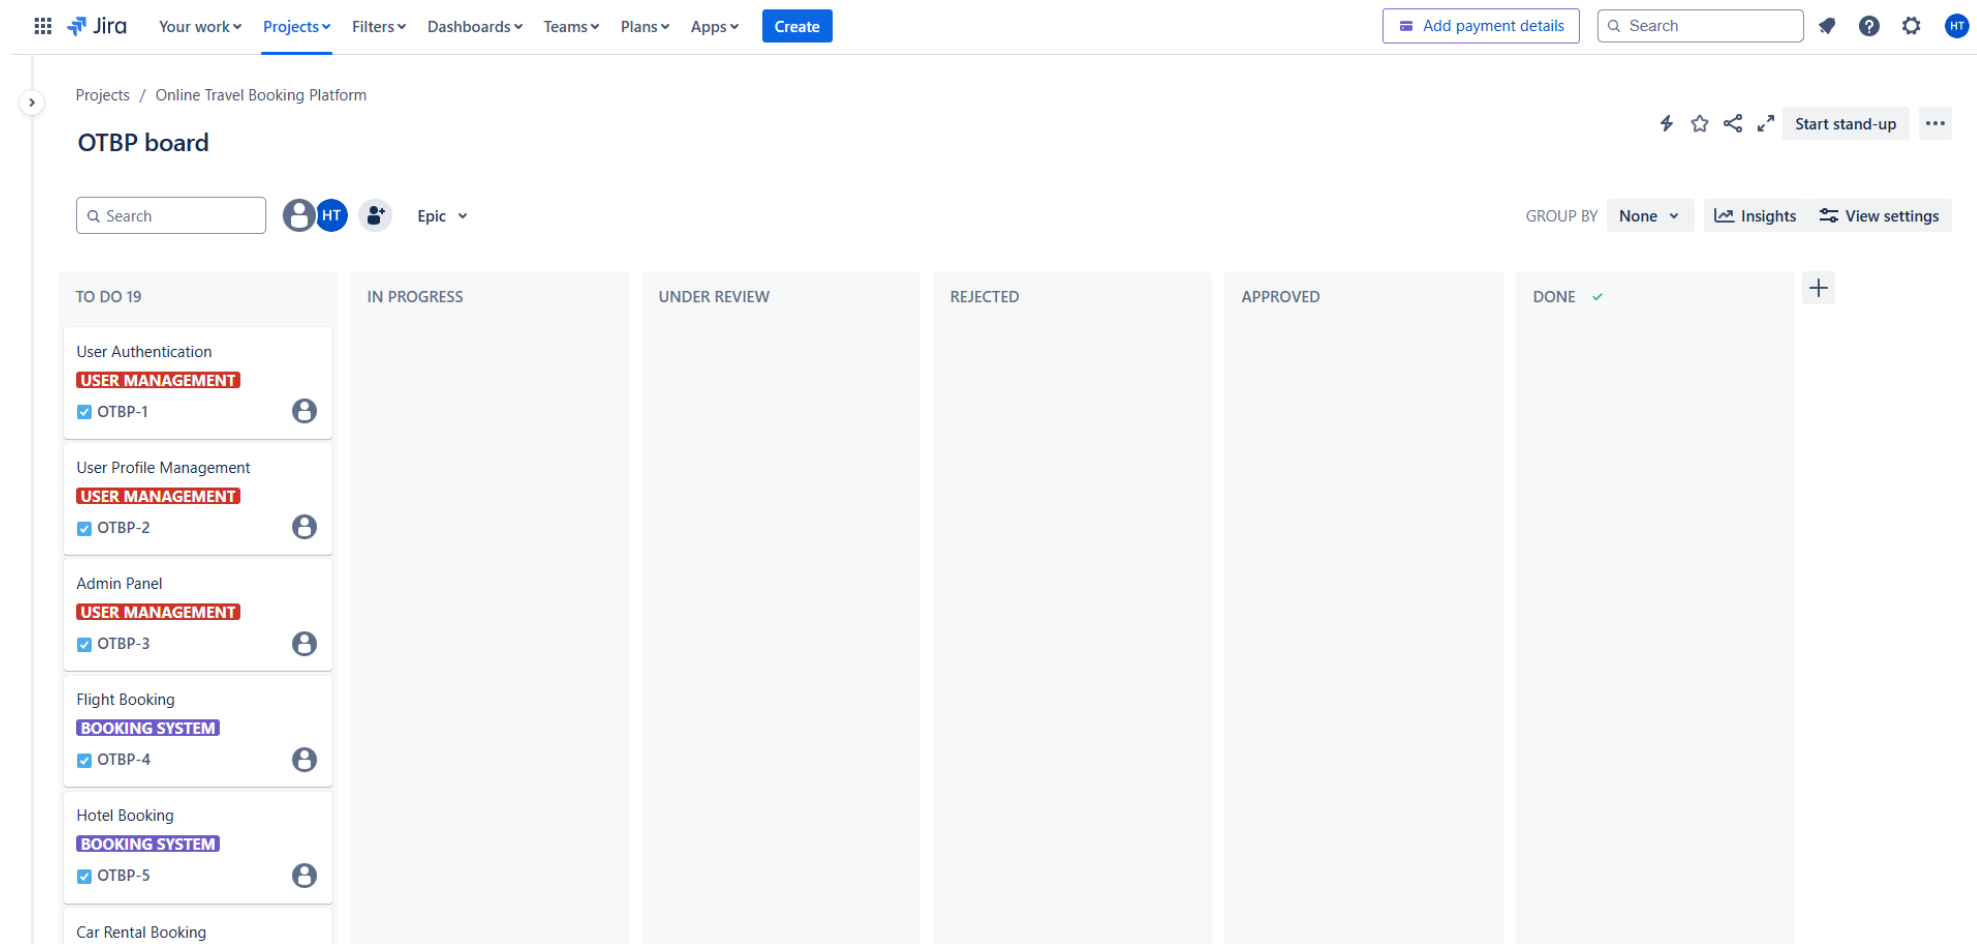 Jira
Your work
Projects
Filters
Dashboards
Teams
Plans
Apps
Create
Add payment details
Search
HT
Projects / Online Travel Booking Platform
OTBP board
Start stand-up
Search
HT
Epic
GROUP BY
None
Insights
View settings
TO DO 19
IN PROGRESS
UNDER REVIEW
REJECTED
APPROVED
DONE
User Authentication
USER MANAGEMENT
OTBP-1
User Profile Management
USER MANAGEMENT
OTBP-2
Admin Panel
USER MANAGEMENT
OTBP-3
Flight Booking
BOOKING SYSTEM
OTBP-4
Hotel Booking
BOOKING SYSTEM
OTBP-5
Car Rental Booking